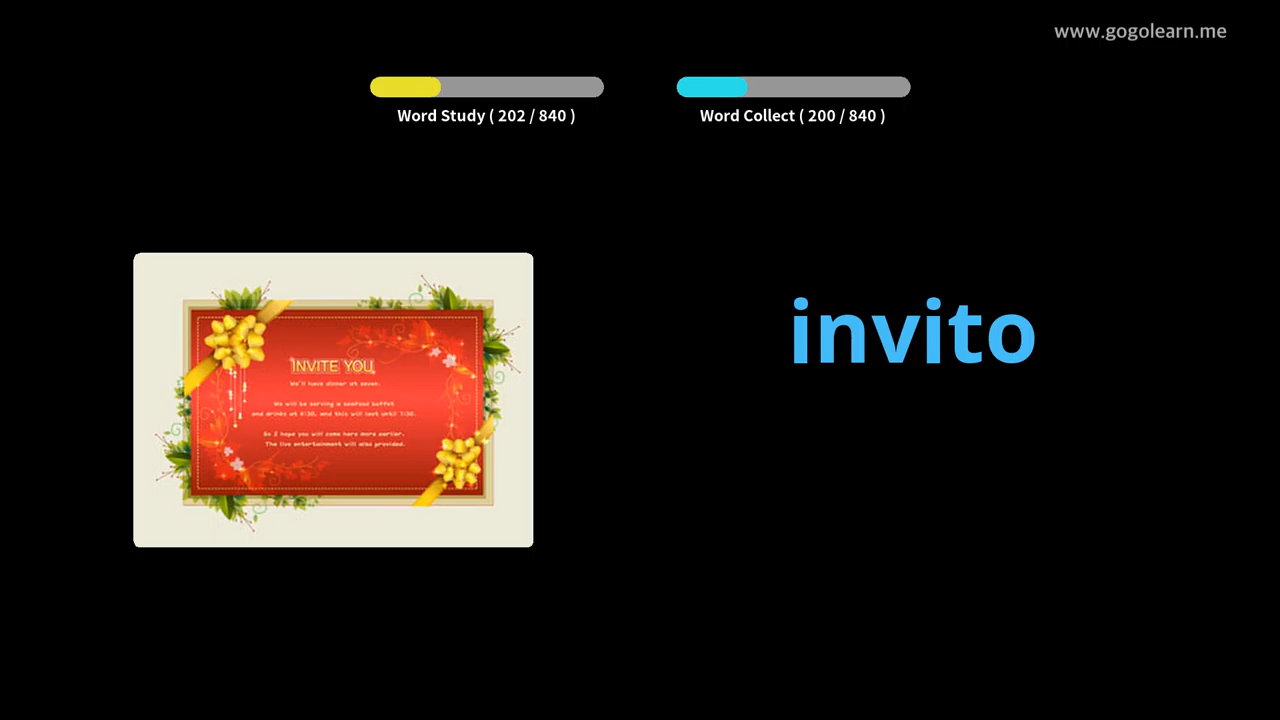 www.gogolearn.me
Word Study ( 202 / 840 )
Word Collect ( 200 / 840 )
invito
INVITE YOU
We'll have dinner at seven.
We will be serving a seafood buffet
and drinks at 6:30, and this will last until 7:30.
So I hope you will come here more earlier.
The live entertainment will also provided.